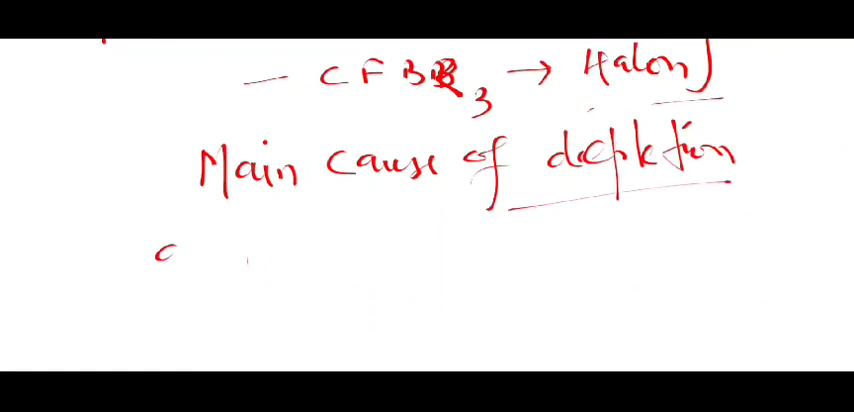 — CFBR3 → Halon]
Main cause of depletion
C